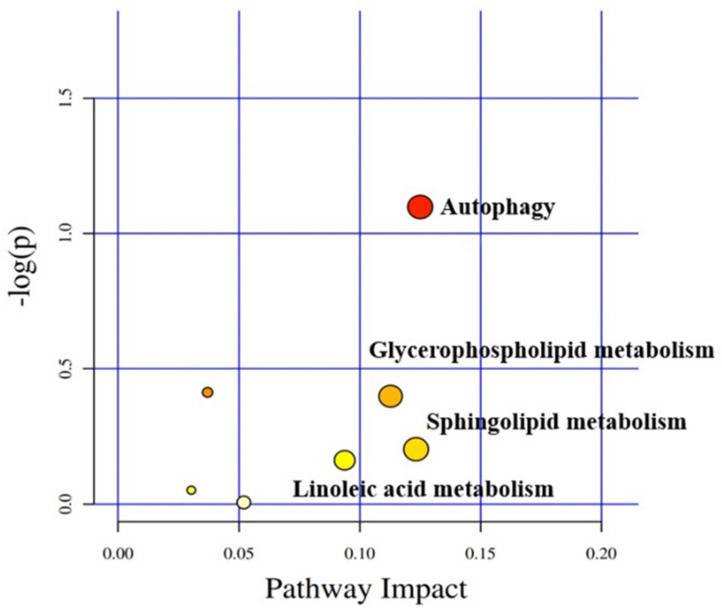 1.5
Autophagy
1.0
-log(p)
Glycerophospholipid metabolism
0.5
Sphingolipid metabolism
Linoleic acid metabolism
0.0
0.00 0.05 0.10 0.15 0.20
Pathway Impact